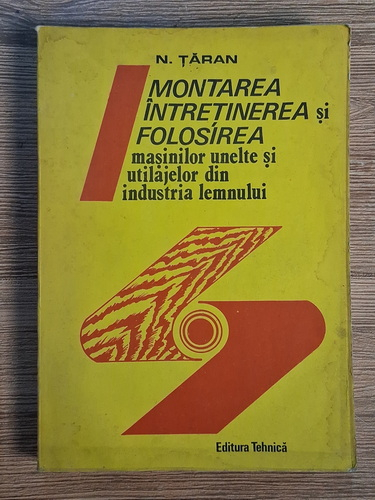 N. ȚĂRAN
MONTAREA
ÎNTREȚINEREA și
FOLOSIREA
mașinilor unelte și
utilajelor din
industria lemnului
Editura Tehnică